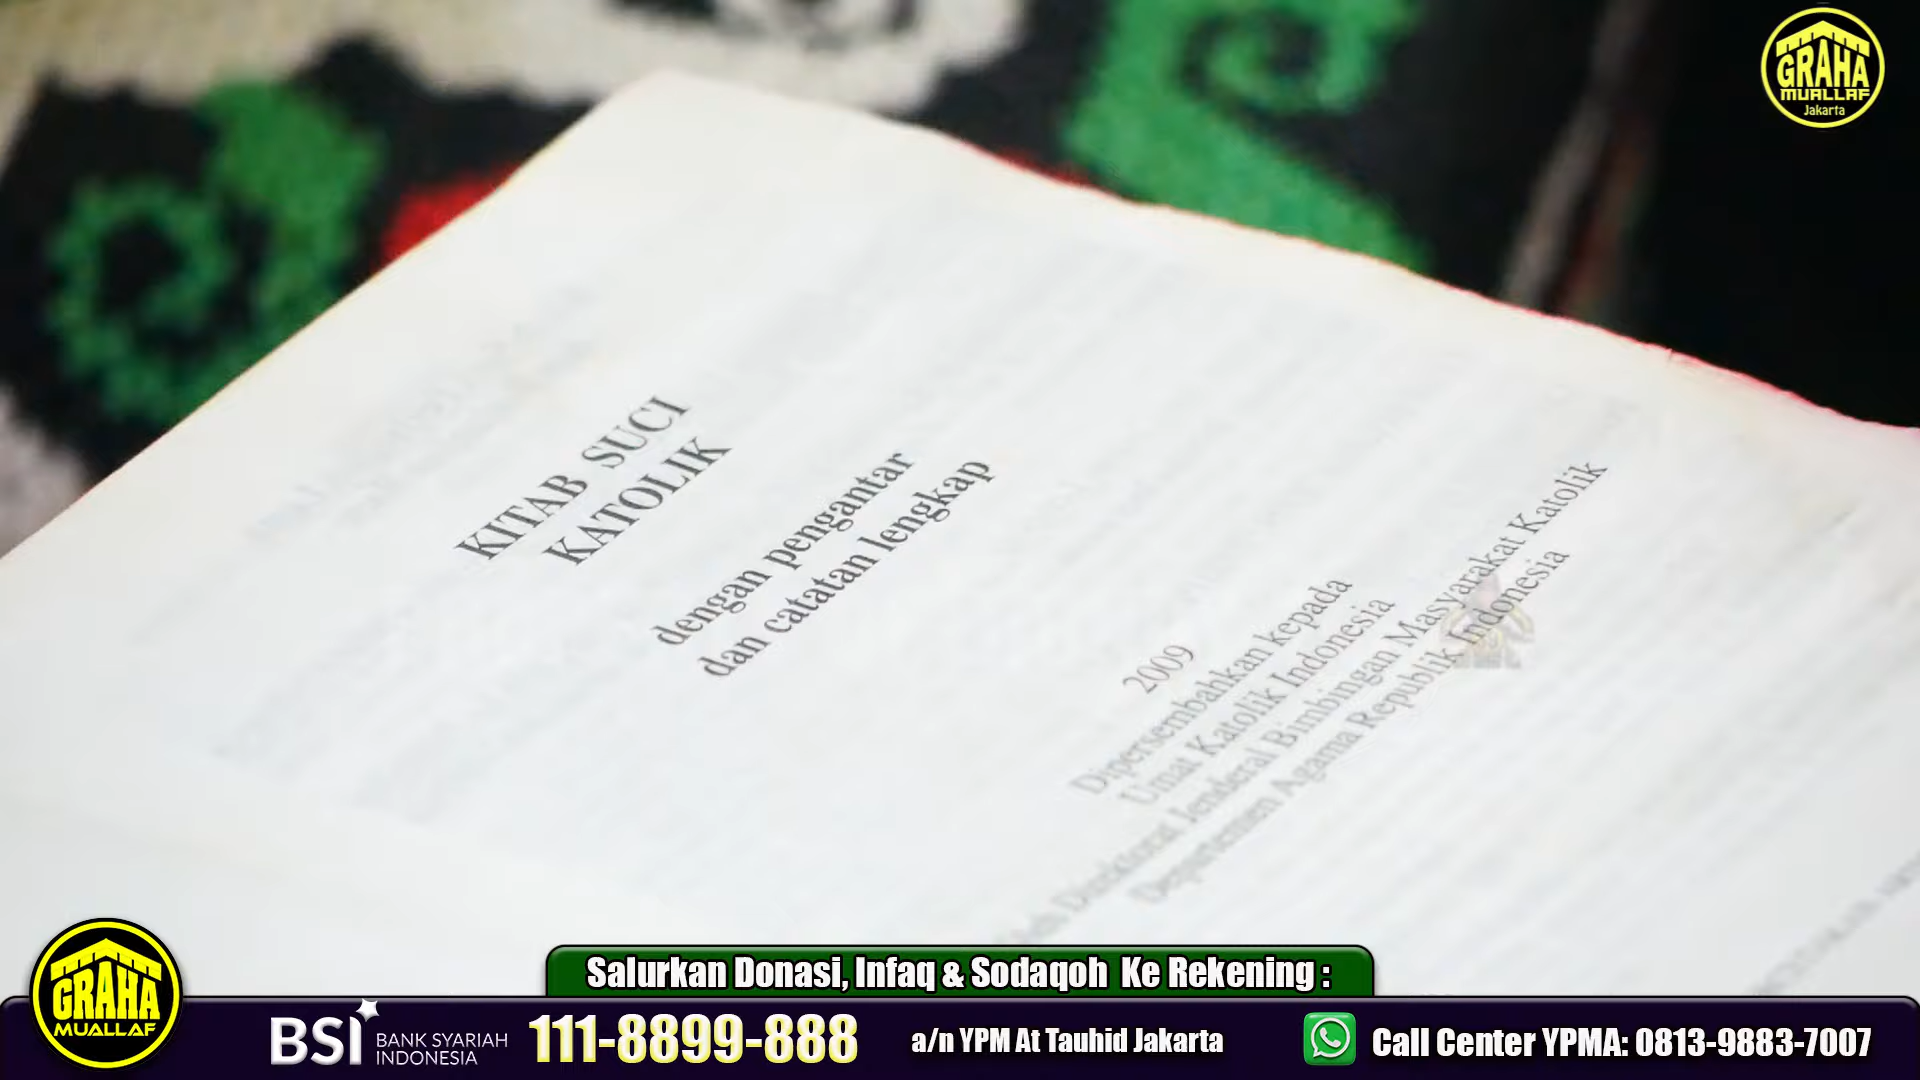 GRAHA
MUALLAF
Jakarta
KITAB SUCI
KATOLIK
dengan pengantar
dan catatan lengkap
2009
Dipersembahkan kepada
Umat Katolik Indonesia
oleh Direktorat Jenderal Bimbingan Masyarakat Katolik
Departemen Agama Republik Indonesia
Salurkan Donasi, Infaq & Sodaqoh Ke Rekening :
GRAHA
MUALLAF
BSI BANK SYARIAH
INDONESIA
111-8899-888
a/n YPM At Tauhid Jakarta
Call Center YPMA: 0813-9883-7007